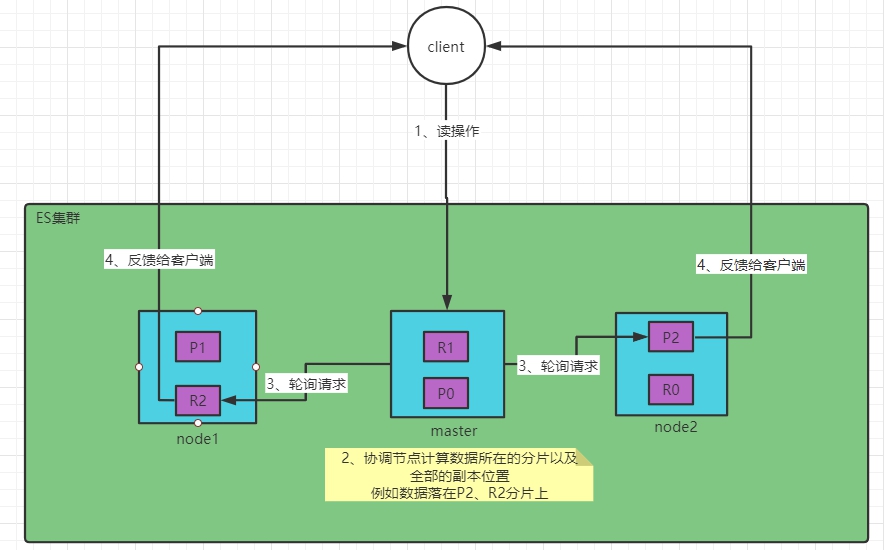 client
1、读操作
ES集群
4、反馈给客户端
4、反馈给客户端
P1
R2
node1
3、轮询请求
R1
P0
master
3、轮询请求
P2
R0
node2
2、协调节点计算数据所在的分片以及
全部的副本位置
例如数据落在P2、R2分片上